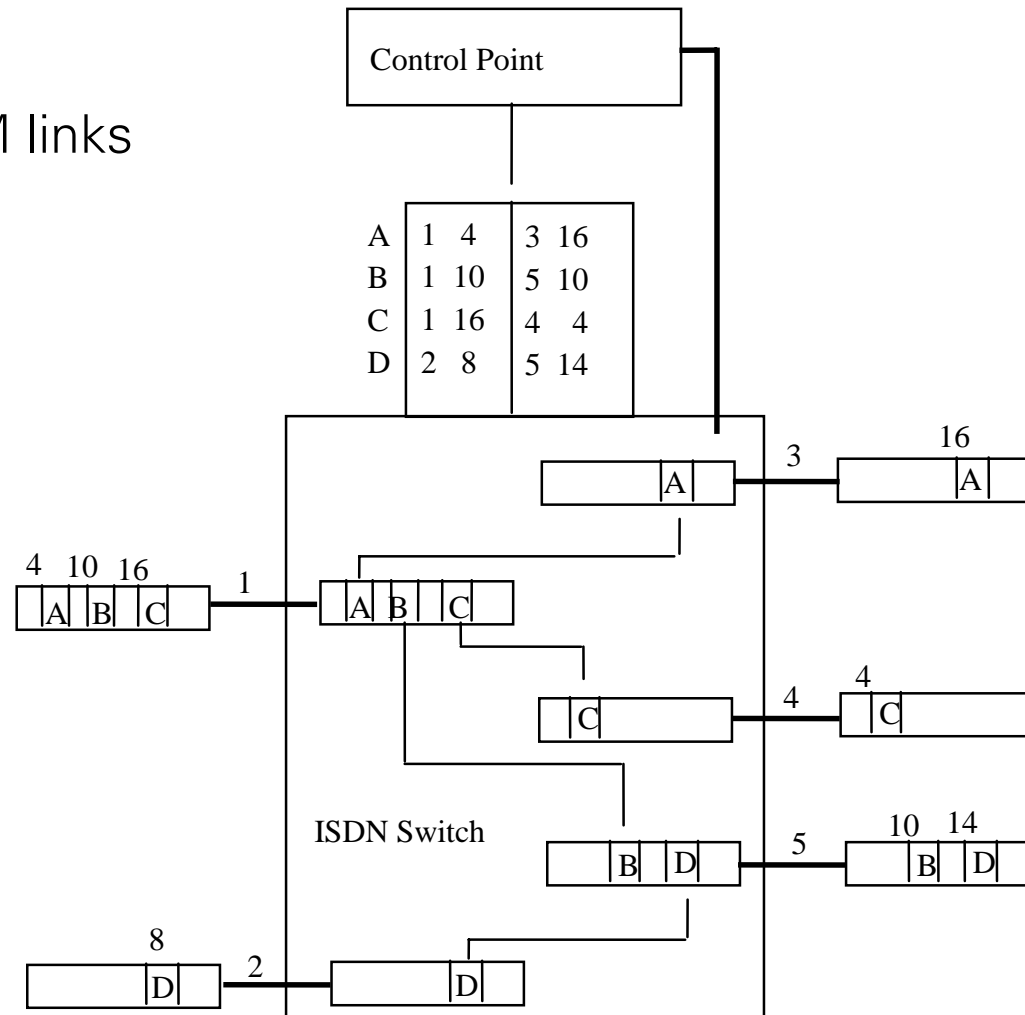 Control Point
M links
A 1 4 3 16
B 1 10 5 10
C 1 16 4 4
D 2 8 5 14
16
3
A
A
4 10 16
1
A B C
A B C
4
4
C
C
ISDN Switch
10 14
5
B D
B D
8
2
D
D